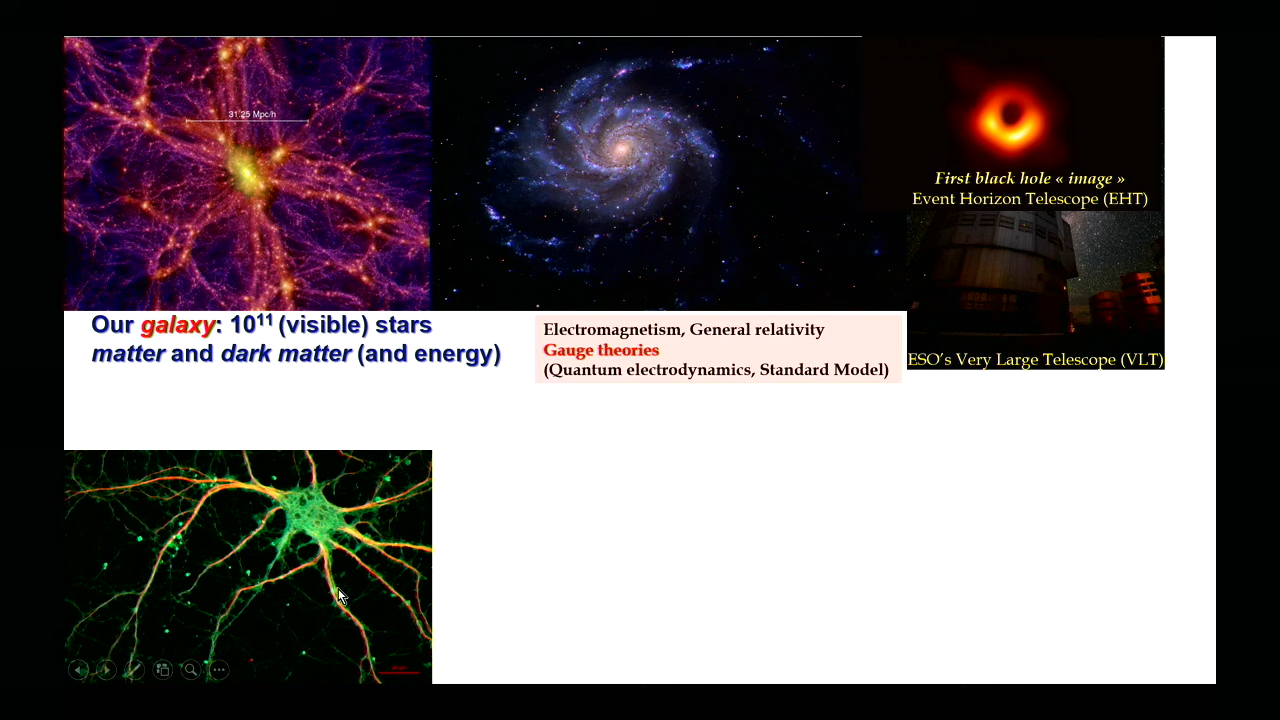 31.25 Mpc/h
First black hole « image »
Event Horizon Telescope (EHT)
Our galaxy: 10¹¹ (visible) stars
matter and dark matter (and energy)
Electromagnetism, General relativity
Gauge theories
(Quantum electrodynamics, Standard Model)
ESO’s Very Large Telescope (VLT)